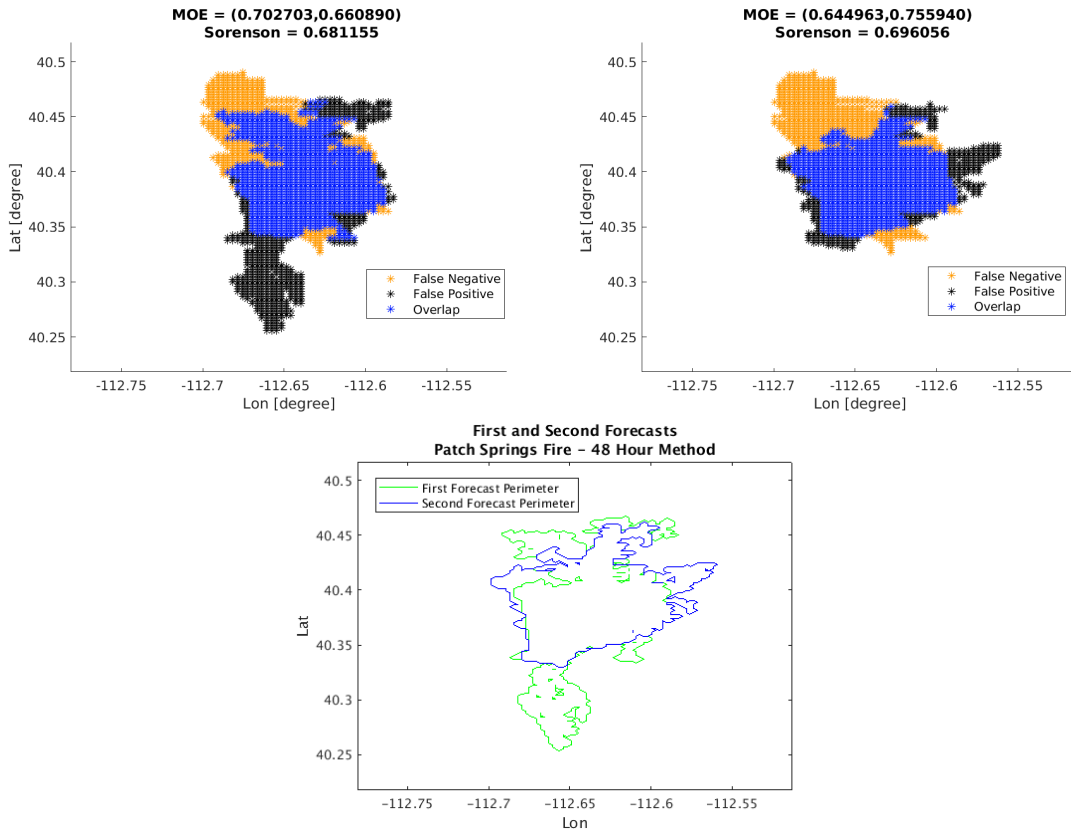 MOE = (0.702703,0.660890)
Sorenson = 0.681155
40.5
40.45
40.4
40.35
40.3
40.25
Lat [degree]
False Negative
False Positive
Overlap
-112.75
-112.7
-112.65
-112.6
-112.55
Lon [degree]
MOE = (0.644963,0.755940)
Sorenson = 0.696056
40.5
40.45
40.4
40.35
40.3
40.25
Lat [degree]
False Negative
False Positive
Overlap
-112.75
-112.7
-112.65
-112.6
-112.55
Lon [degree]
First and Second Forecasts
Patch Springs Fire – 48 Hour Method
First Forecast Perimeter
Second Forecast Perimeter
40.5
40.45
40.4
40.35
40.3
40.25
Lat
−112.75
−112.7
−112.65
−112.6
−112.55
Lon